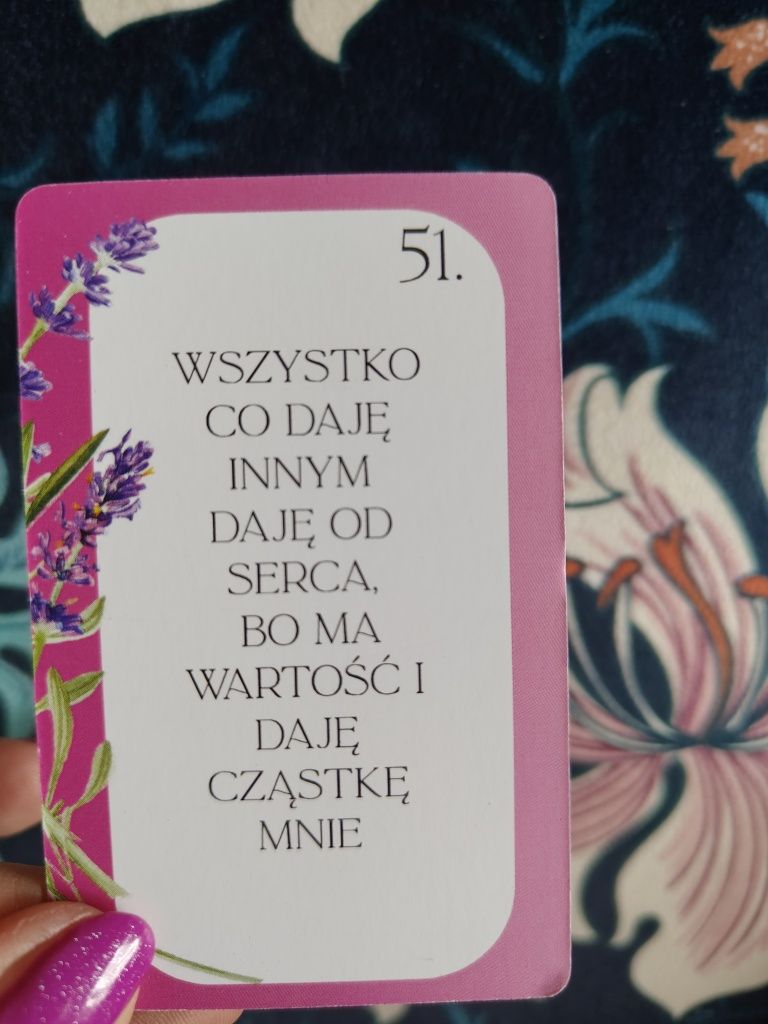 51.
WSZYSTKO
CO DAJĘ
INNYM
DAJĘ OD
SERCA,
BO MA
WARTOŚĆ I
DAJĘ
CZĄSTKĘ
MNIE